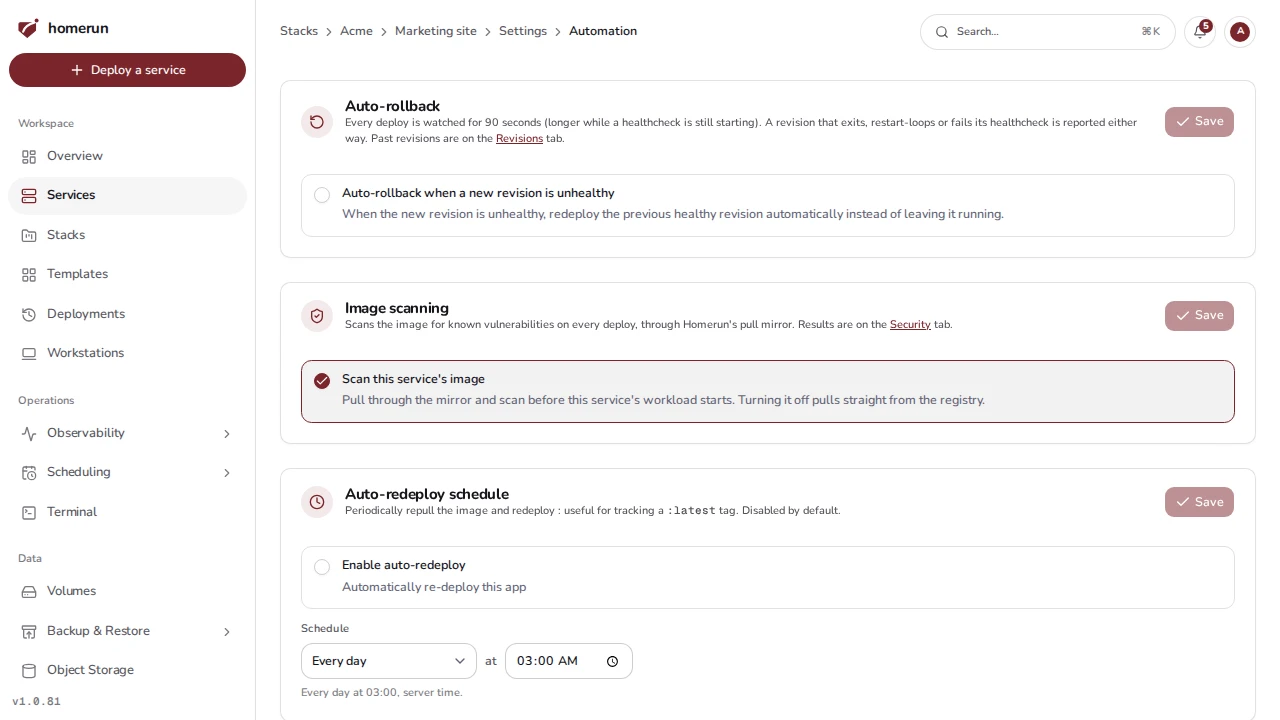 homerun
Deploy a service
Workspace
Overview
Services
Stacks
Templates
Deployments
Workstations
Operations
Observability
Scheduling
Terminal
Data
Volumes
Backup & Restore
Object Storage
v1.0.81
Stacks > Acme > Marketing site > Settings > Automation
Search...
⌘K
5
A
Auto-rollback
Every deploy is watched for 90 seconds (longer while a healthcheck is still starting). A revision that exits, restart-loops or fails its healthcheck is reported either
way. Past revisions are on the Revisions tab.
Save
Auto-rollback when a new revision is unhealthy
When the new revision is unhealthy, redeploy the previous healthy revision automatically instead of leaving it running.
Image scanning
Scans the image for known vulnerabilities on every deploy, through Homerun's pull mirror. Results are on the Security tab.
Save
Scan this service's image
Pull through the mirror and scan before this service's workload starts. Turning it off pulls straight from the registry.
Auto-redeploy schedule
Periodically repull the image and redeploy : useful for tracking a :latest tag. Disabled by default.
Save
Enable auto-redeploy
Automatically re-deploy this app
Schedule
Every day
at
03:00 AM
Every day at 03:00, server time.